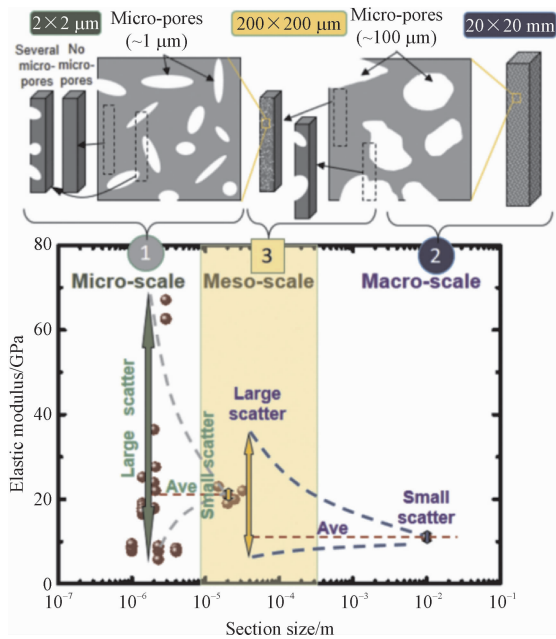 2×2 μm
Micro-pores
(~1 μm)
200×200 μm
Micro-pores
(~100 μm)
20×20 mm
Several
micro-
pores
No
micro-
pores
1
3
2
Micro-scale
Meso-scale
Macro-scale
Large scatter
Small scatter
Large
scatter
Small
scatter
Ave
Ave
Elastic modulus/GPa
80
60
40
20
0
10⁻⁷
10⁻⁶
10⁻⁵
10⁻⁴
10⁻³
10⁻²
10⁻¹
Section size/m